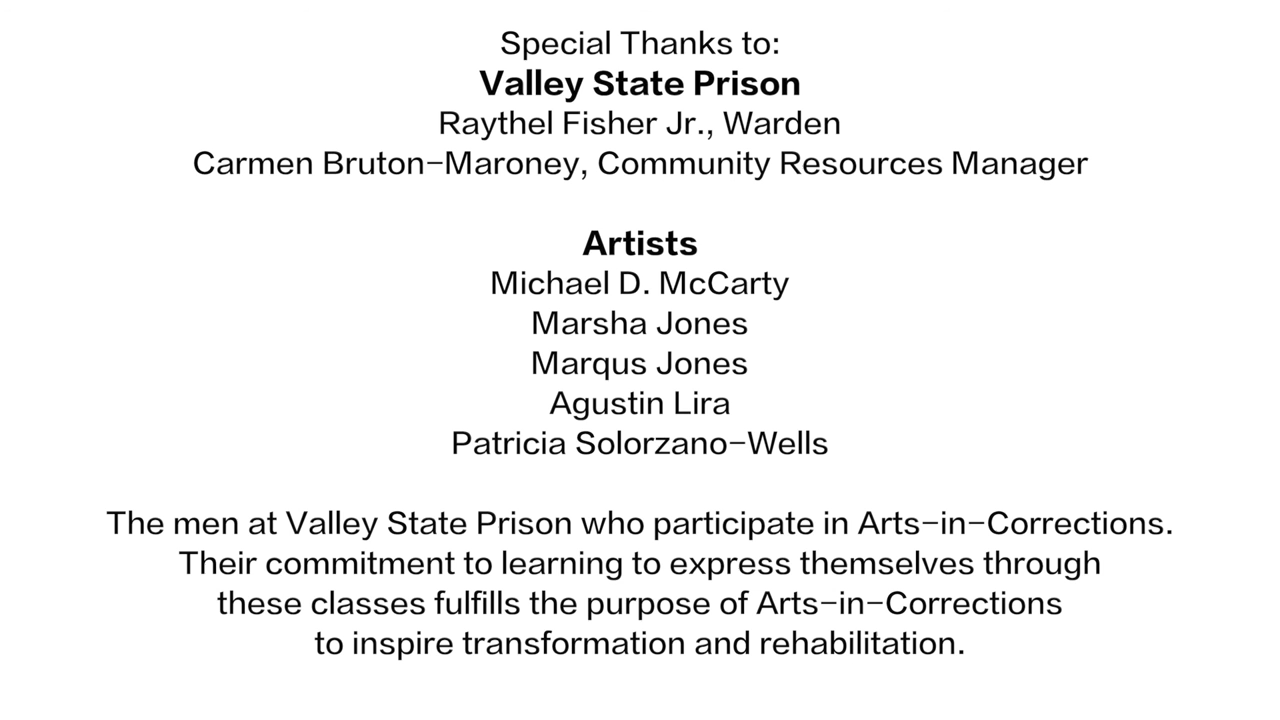 Special Thanks to:
Valley State Prison
Raythel Fisher Jr., Warden
Carmen Bruton-Maroney, Community Resources Manager
Artists
Michael D. McCarty
Marsha Jones
Marqus Jones
Agustin Lira
Patricia Solorzano-Wells
The men at Valley State Prison who participate in Arts-in-Corrections.
Their commitment to learning to express themselves through
these classes fulfills the purpose of Arts-in-Corrections
to inspire transformation and rehabilitation.